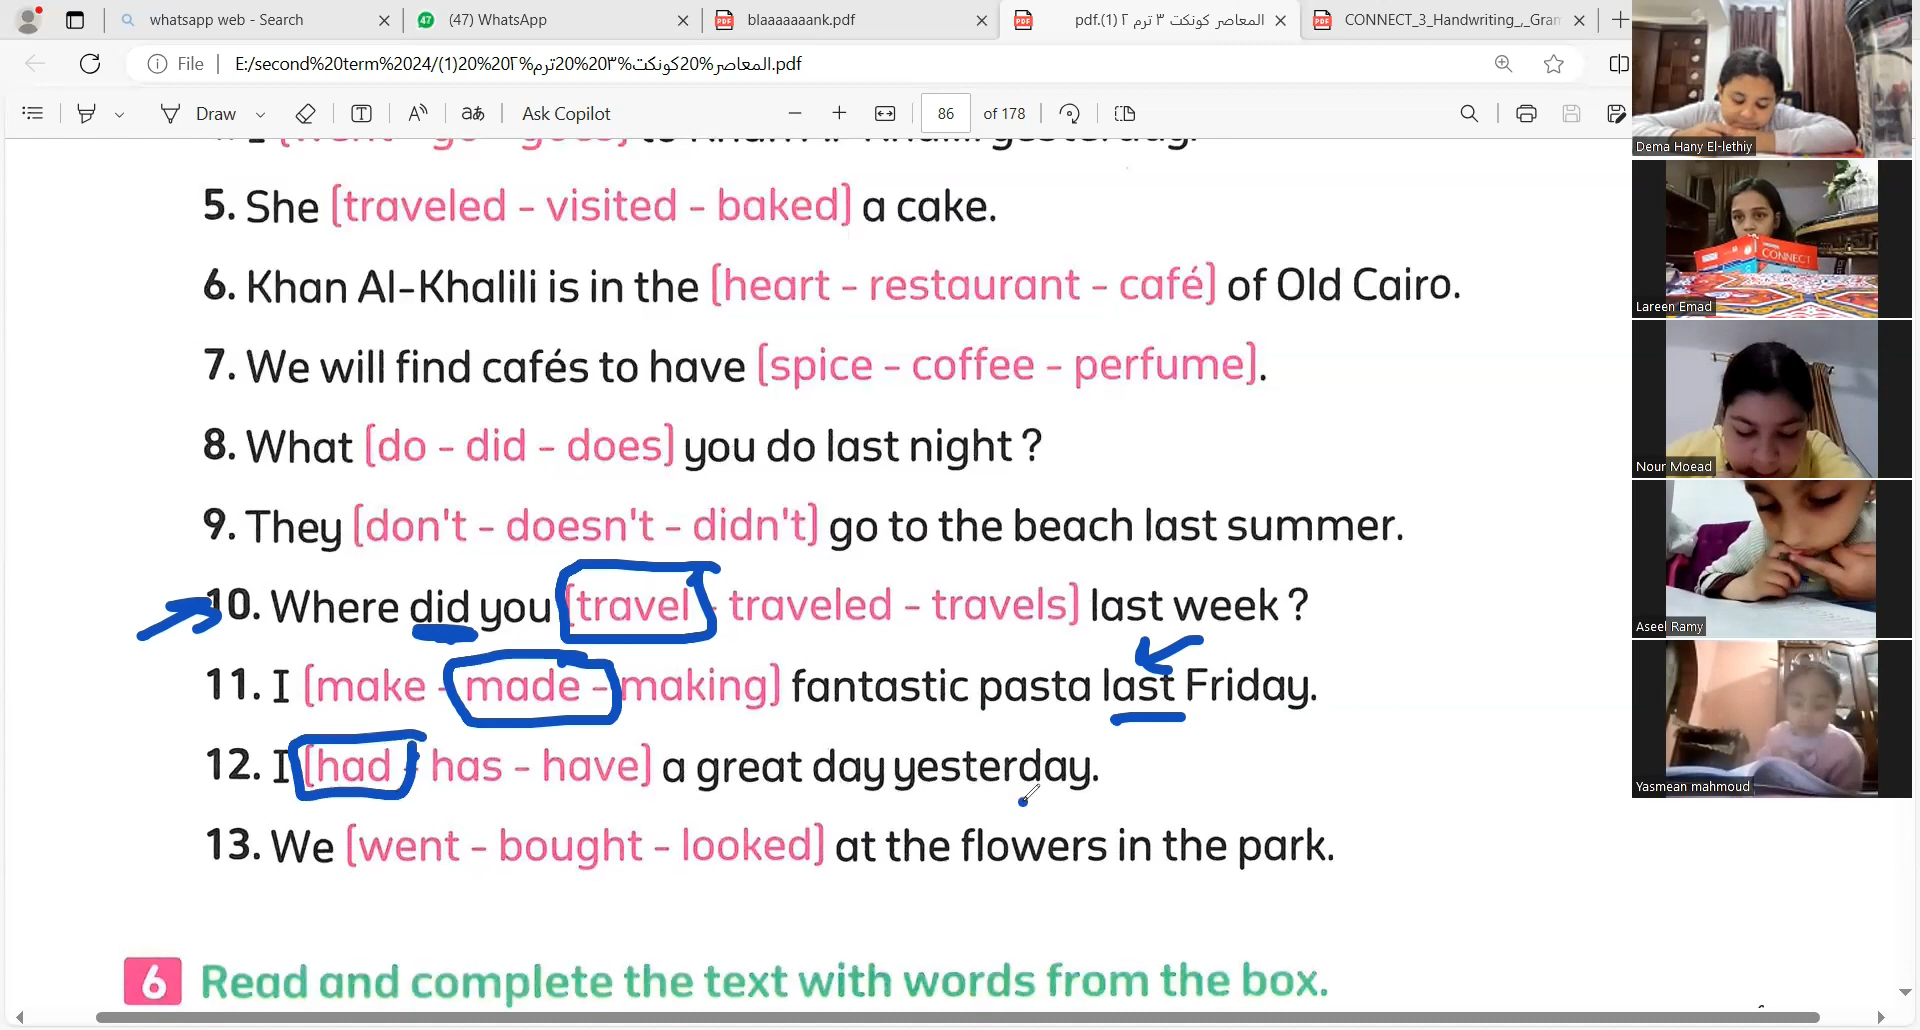 whatsapp web - Search
(47) WhatsApp
blaaaaaaank.pdf
المعاصر كونكت ٣ ترم ٢ (1).pdf
CONNECT_3_Handwriting_,_Gram
File
E:/second%20term%2024/(1)20%20المعاصر%20كونكت%20%٣ترم20%٢%.pdf
Draw
Ask Copilot
86 of 178
5. She [traveled - visited - baked] a cake.
6. Khan Al-Khalili is in the [heart - restaurant - café] of Old Cairo.
7. We will find cafés to have [spice - coffee - perfume].
8. What [do - did - does] you do last night ?
9. They [don't - doesn't - didn't] go to the beach last summer.
10. Where did you [travel - traveled - travels] last week ?
11. I [make - made - making] fantastic pasta last Friday.
12. I [had - has - have] a great day yesterday.
13. We [went - bought - looked] at the flowers in the park.
6 Read and complete the text with words from the box.
Dema Hany El-lethiy
CONNECT
Lareen Emad
Nour Moead
Aseel Ramy
Yasmean mahmoud